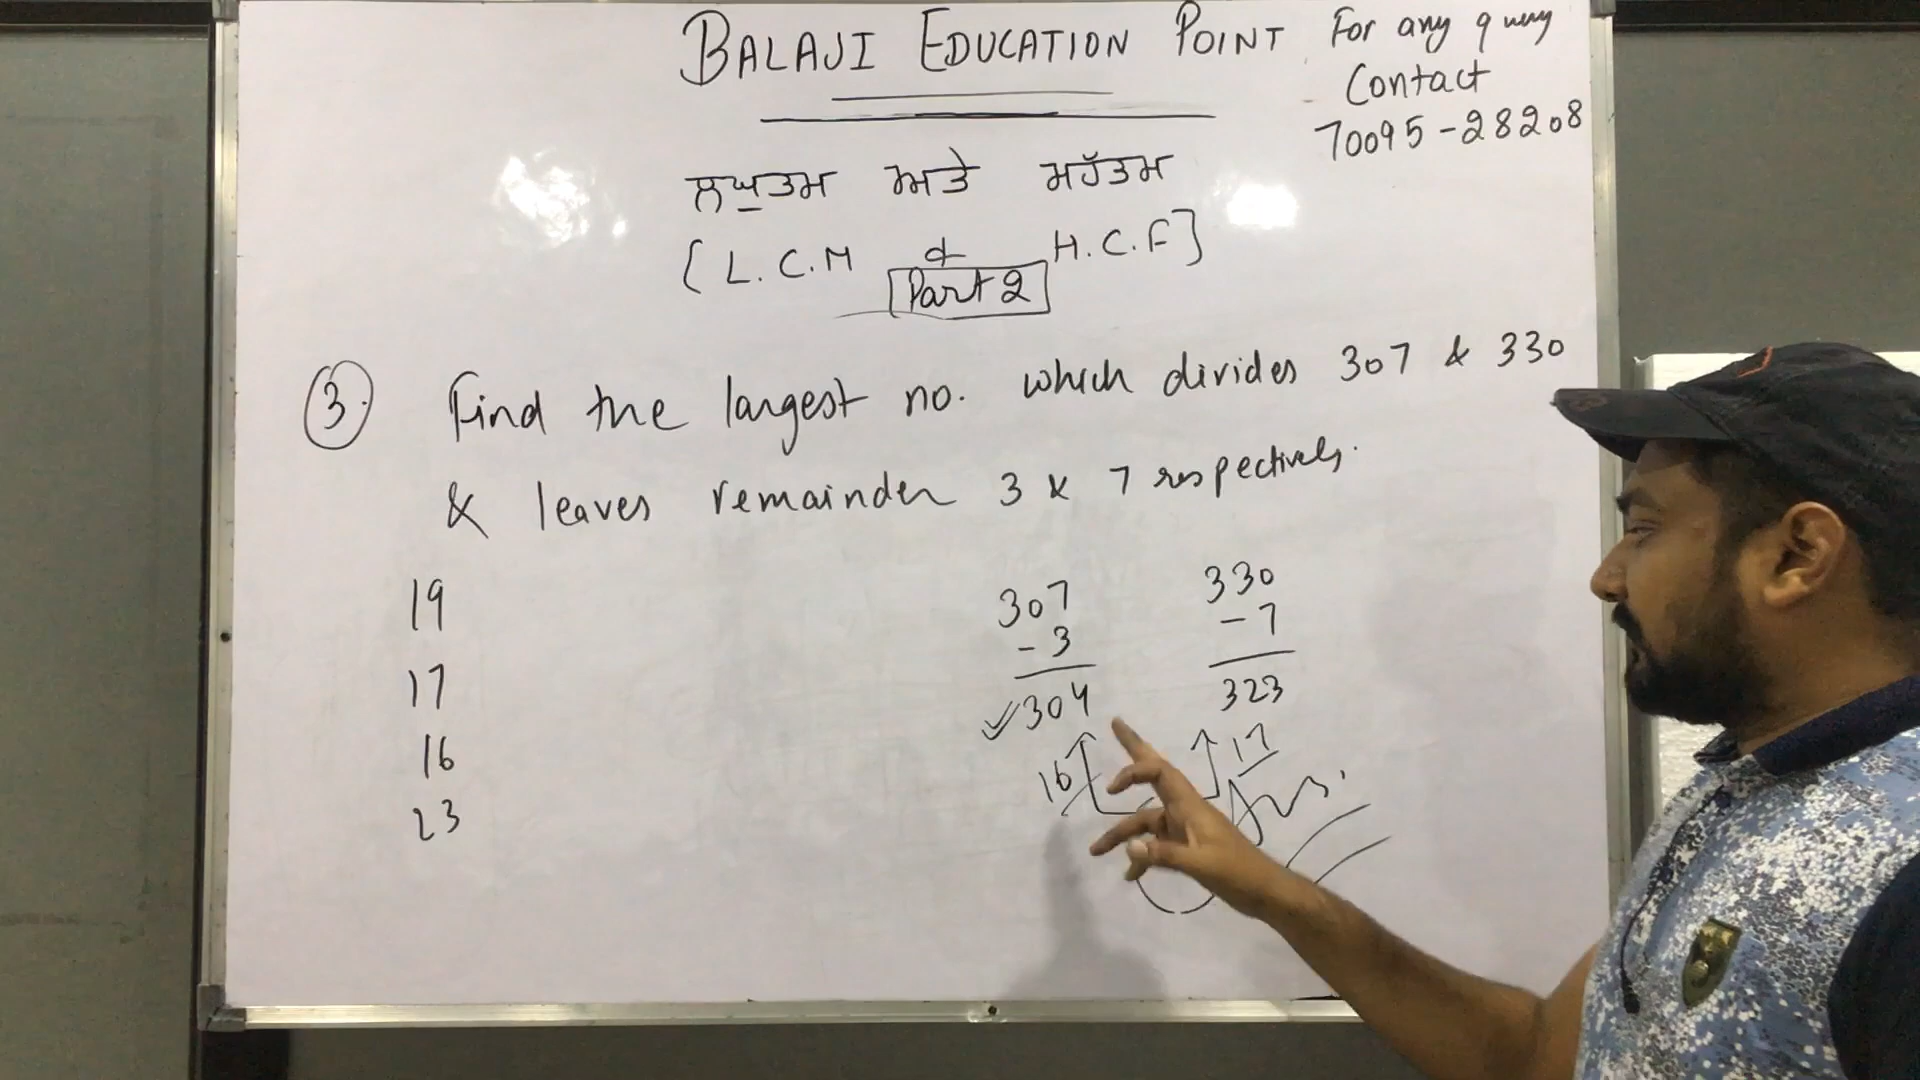 BALAJI EDUCATION POINT
For any query
Contact
70095-28208
ਲਘੁਤਮ ਅਤੇ ਮਹੱਤਮ
[L.C.M & H.C.F]
Part 2
3. Find the largest no. which divides 307 & 330
& leaves remainder 3 & 7 respectively.
19
17
16
23
307
- 3
304
16
330
- 7
323
17
Ans.